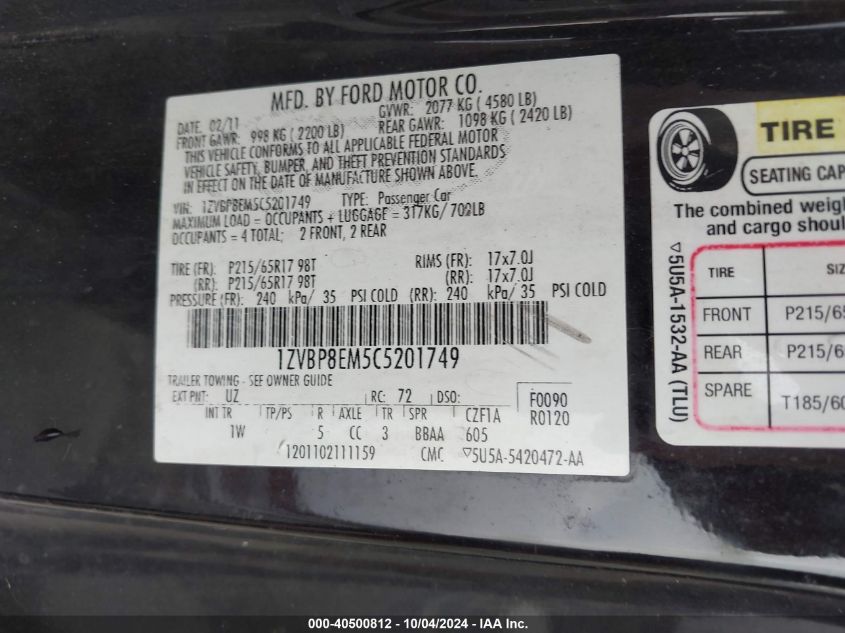 MFD. BY FORD MOTOR CO.
DATE: 02/11 GVWR: 2077 KG ( 4580 LB)
FRONT GAWR: 998 KG ( 2200 LB) REAR GAWR: 1098 KG ( 2420 LB)
THIS VEHICLE CONFORMS TO ALL APPLICABLE FEDERAL MOTOR
VEHICLE SAFETY, BUMPER, AND THEFT PREVENTION STANDARDS
IN EFFECT ON THE DATE OF MANUFACTURE SHOWN ABOVE.
VIN: 1ZVBP8EM5C5201749 TYPE: Passenger Car
MAXIMUM LOAD = OCCUPANTS + LUGGAGE = 317KG/ 700LB
OCCUPANTS = 4 TOTAL; 2 FRONT, 2 REAR
TIRE (FR): P215/65R17 98T RIMS (FR): 17x7.0J
(RR): P215/65R17 98T (RR): 17x7.0J
PRESSURE (FR): 240 kPa/ 35 PSI COLD (RR): 240 kPa/ 35 PSI COLD
1ZVBP8EM5C5201749
TRAILER TOWING - SEE OWNER GUIDE
EXT PNT: UZ RC: 72 DSO: F0090
INT TR TP/PS R AXLE TR SPR CZF1A R0120
1W 5 CC 3 BBAA 605
1201102111159 CMC ▽5U5A-5420472-AA
TIRE
SEATING CAP
The combined weigh
and cargo shoul
TIRE SIZ
FRONT P215/65
REAR P215/6
SPARE T185/60
▽5U5A-1532-AA (TLU)
000-40500812 - 10/04/2024 - IAA Inc.